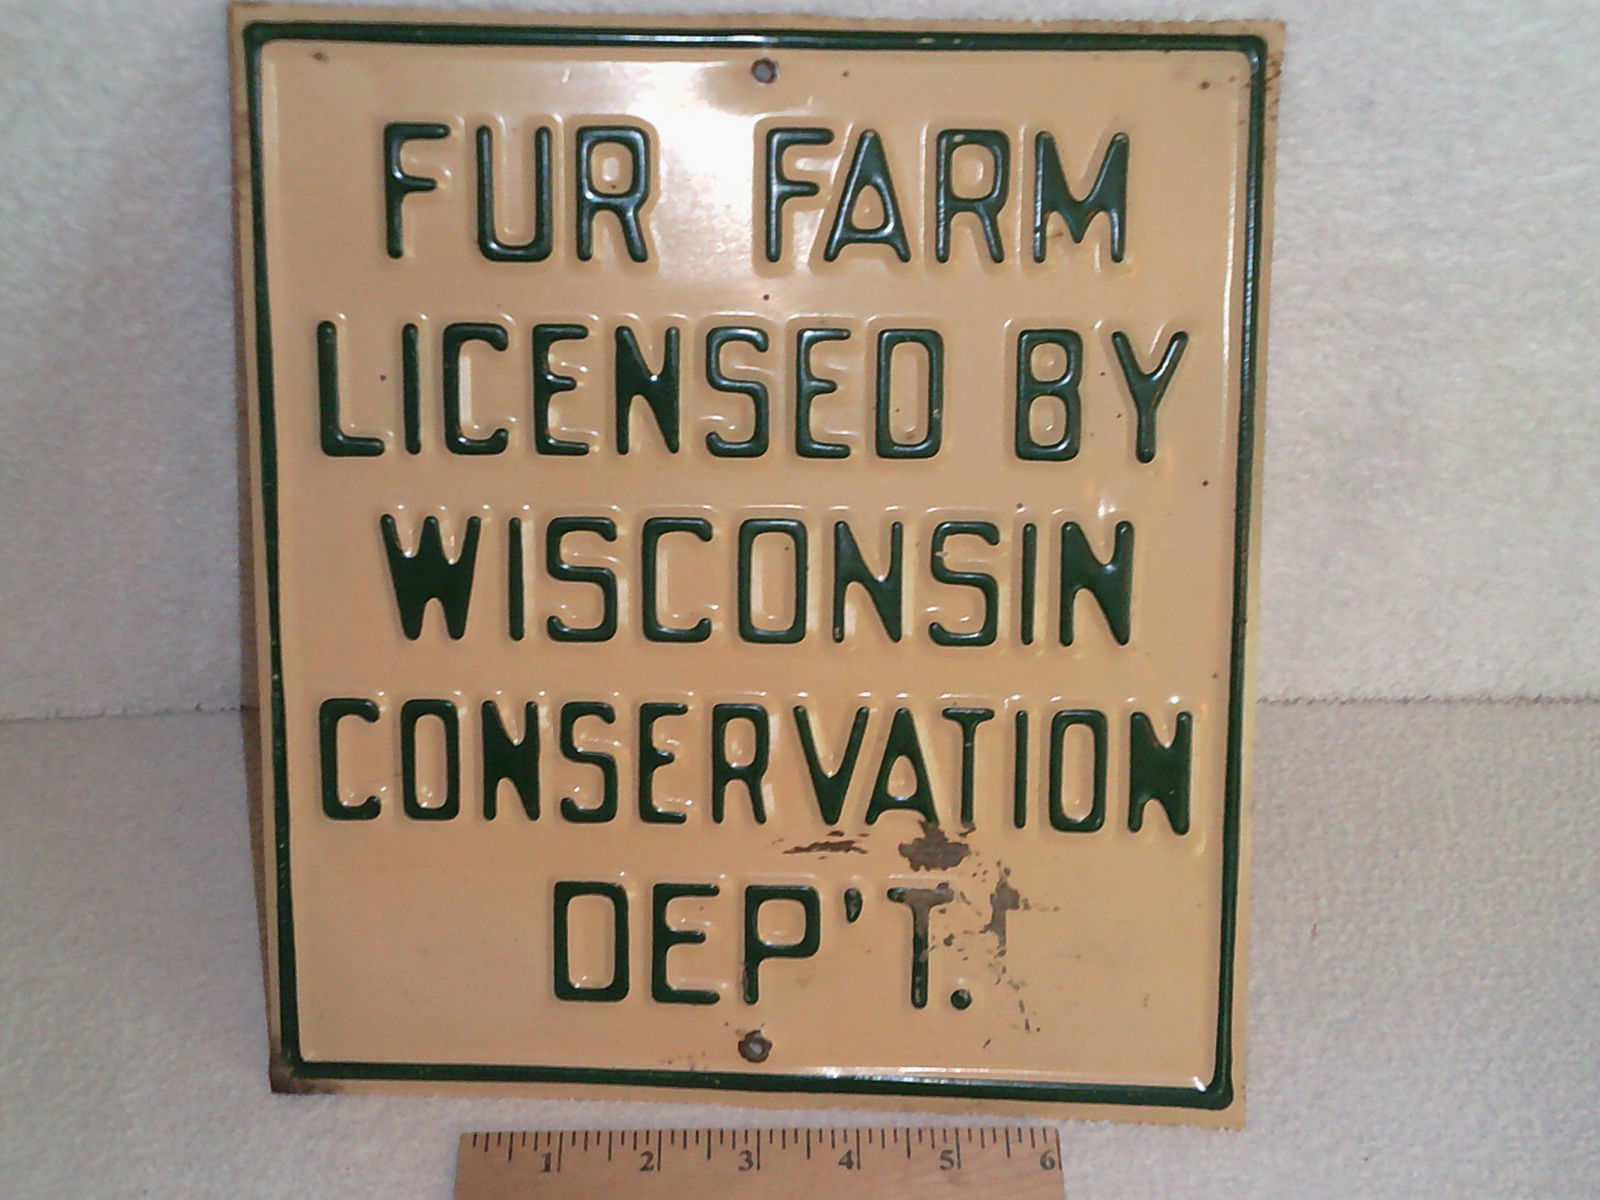 FUR FARM
LICENSED BY
WISCONSIN
CONSERVATION
DEP'T.
1 2 3 4 5 6